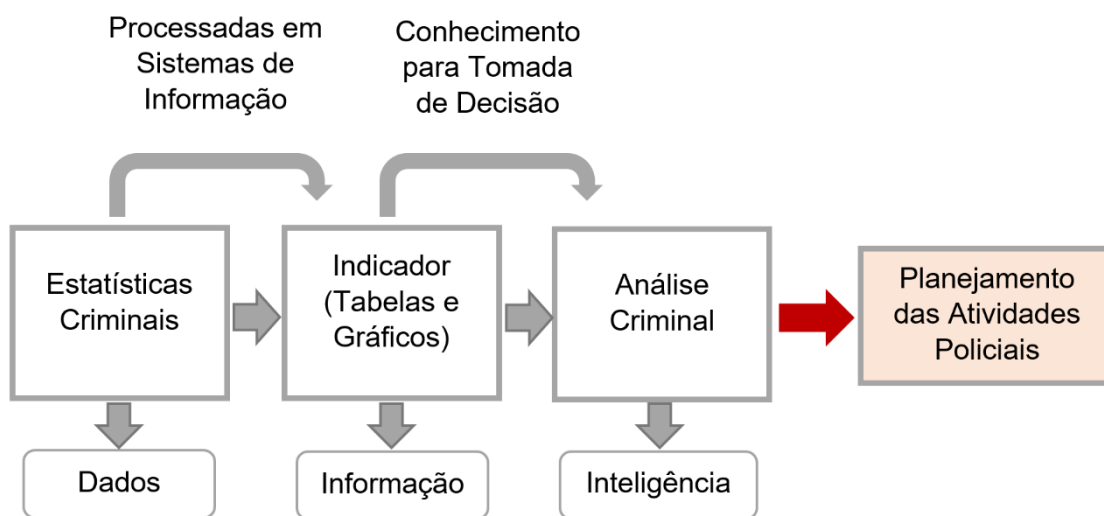 Processadas em
Sistemas de
Informação
Conhecimento
para Tomada
de Decisão
Estatísticas
Criminais
Indicador
(Tabelas e
Gráficos)
Análise
Criminal
Planejamento
das Atividades
Policiais
Dados
Informação
Inteligência